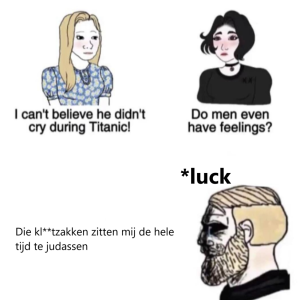 I can't believe he didn't
cry during Titanic!
Do men even
have feelings?
*luck
Die kl**tzakken zitten mij de hele
tijd te judassen